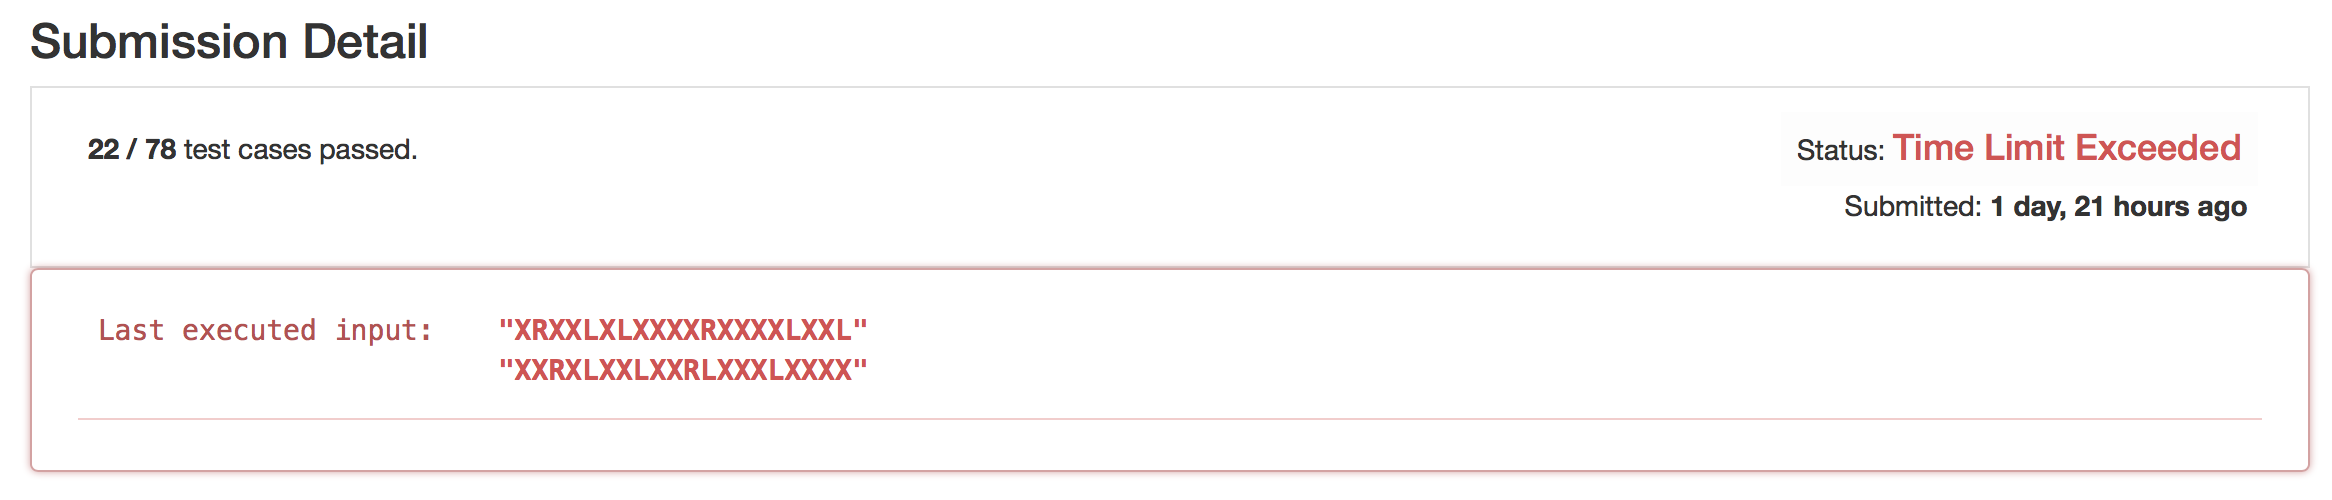 Submission Detail
22 / 78 test cases passed.
Status: Time Limit Exceeded
Submitted: 1 day, 21 hours ago
Last executed input: "XRXXLXLXXXXRXXXXLXXL"
"XXRXLXXLXXRLXXXLXXXX"